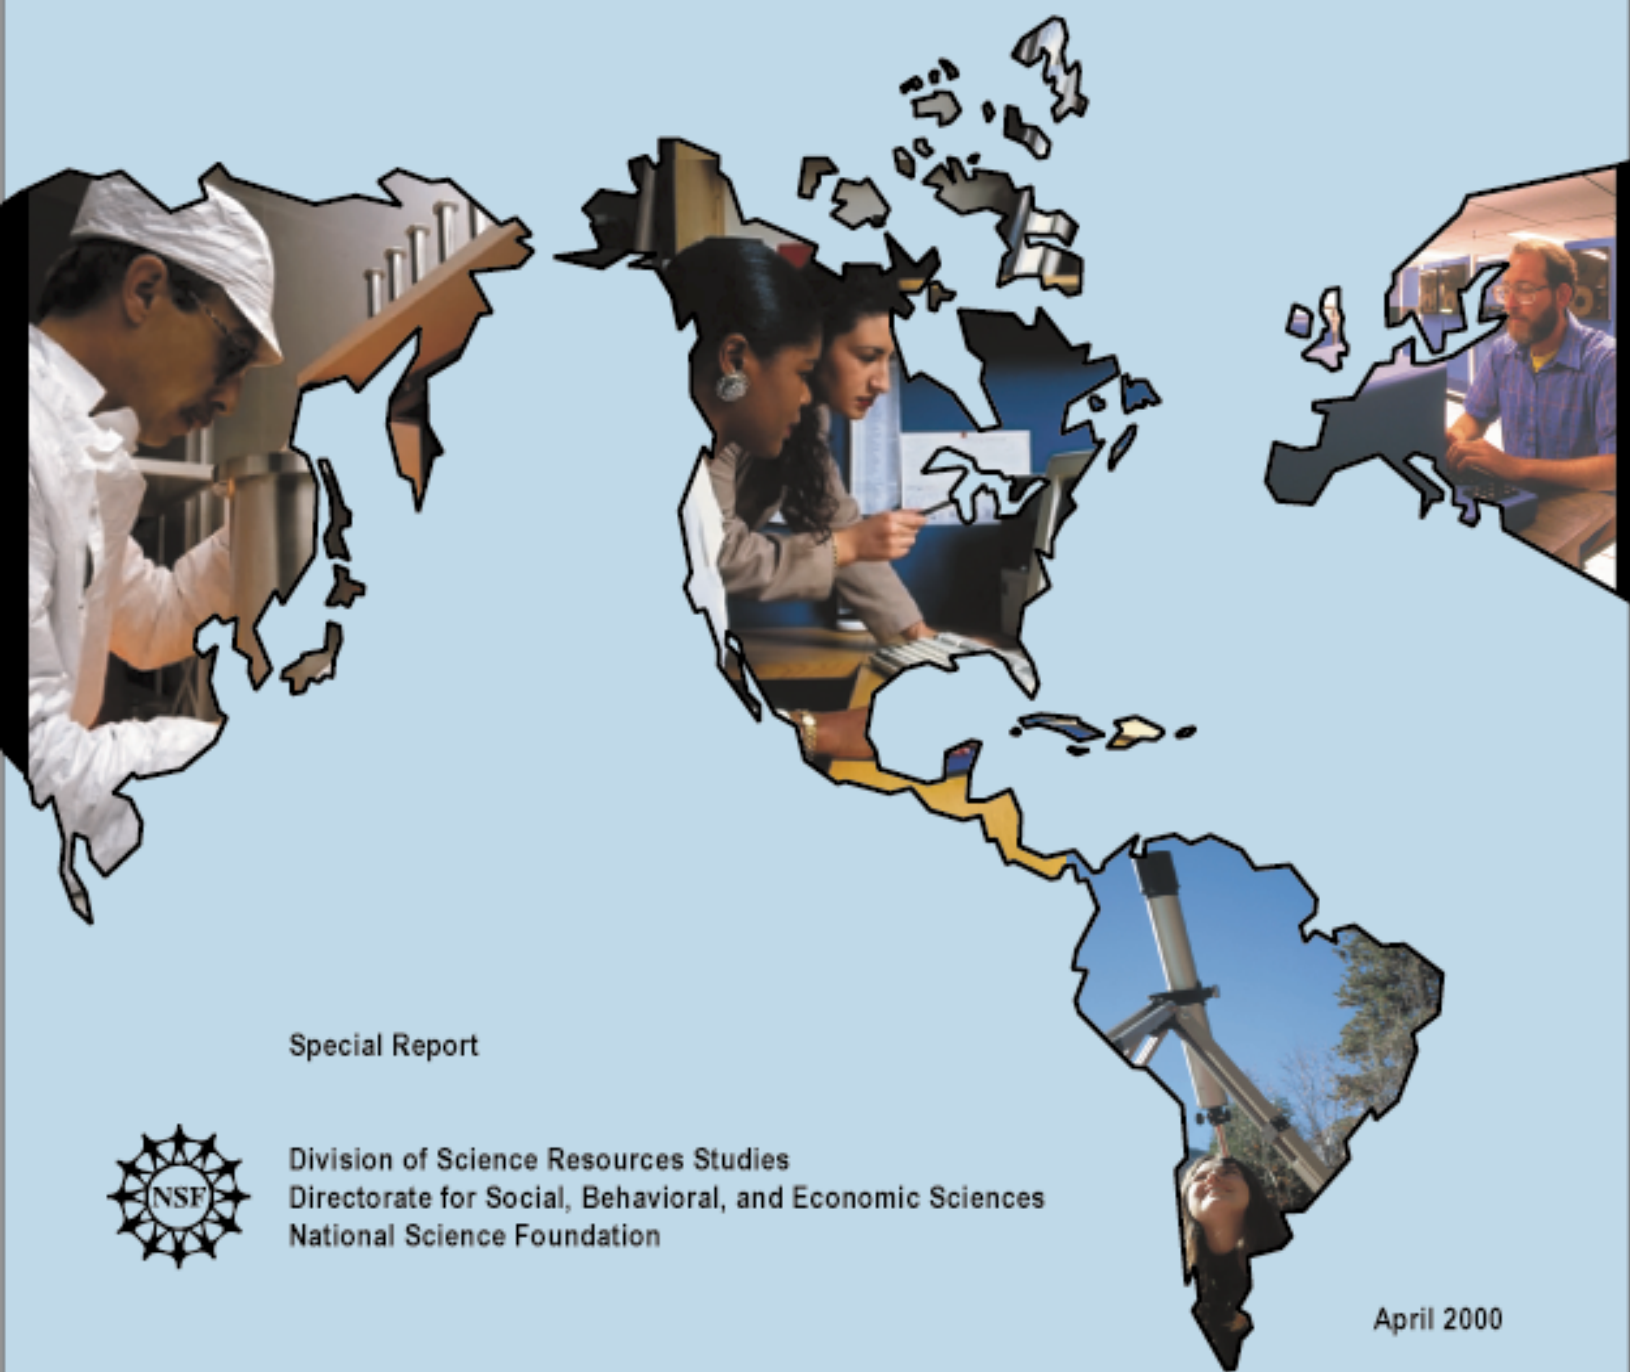 Special Report
NSF
Division of Science Resources Studies
Directorate for Social, Behavioral, and Economic Sciences
National Science Foundation
April 2000